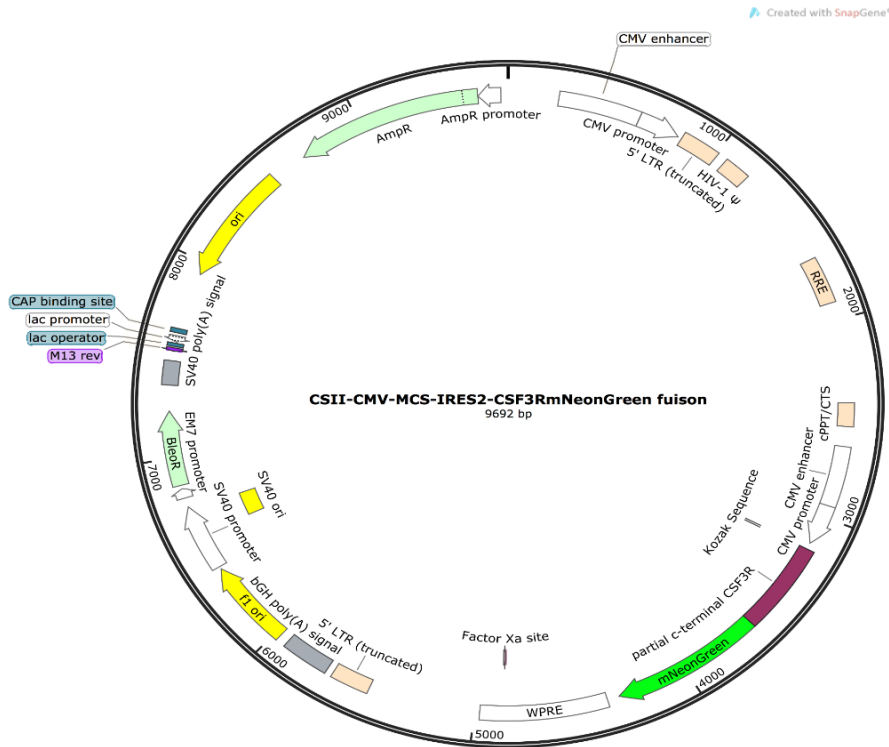 Created with SnapGene®
CMV enhancer
1000
CMV promoter
5' LTR (truncated)
HIV-1 Ψ
RRE
2000
cPPT/CTS
CMV enhancer
CMV promoter
3000
Kozak Sequence
partial c-terminal CSF3R
mNeonGreen
4000
Factor Xa site
WPRE
5000
5' LTR (truncated)
bGH poly(A) signal
6000
f1 ori
SV40 promoter
SV40 ori
EM7 promoter
BleoR
7000
SV40 poly(A) signal
M13 rev
lac operator
lac promoter
CAP binding site
8000
ori
9000
AmpR
AmpR promoter
CSII-CMV-MCS-IRES2-CSF3RmNeonGreen fuison
9692 bp